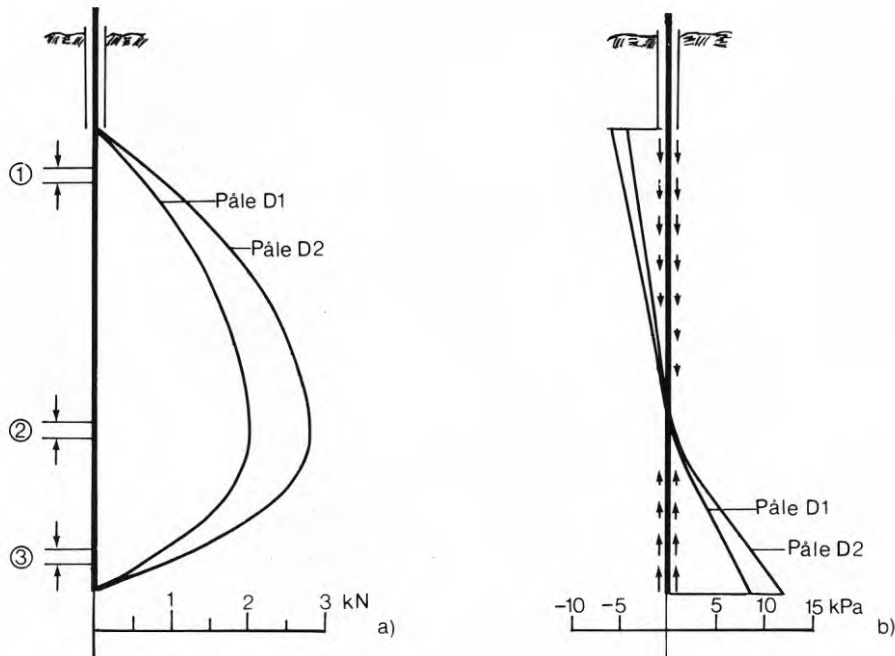 ①
Påle D1
Påle D2
②
③
1 2 3 kN
a)
Påle D1
Påle D2
−10 −5 5 10 15 kPa
b)